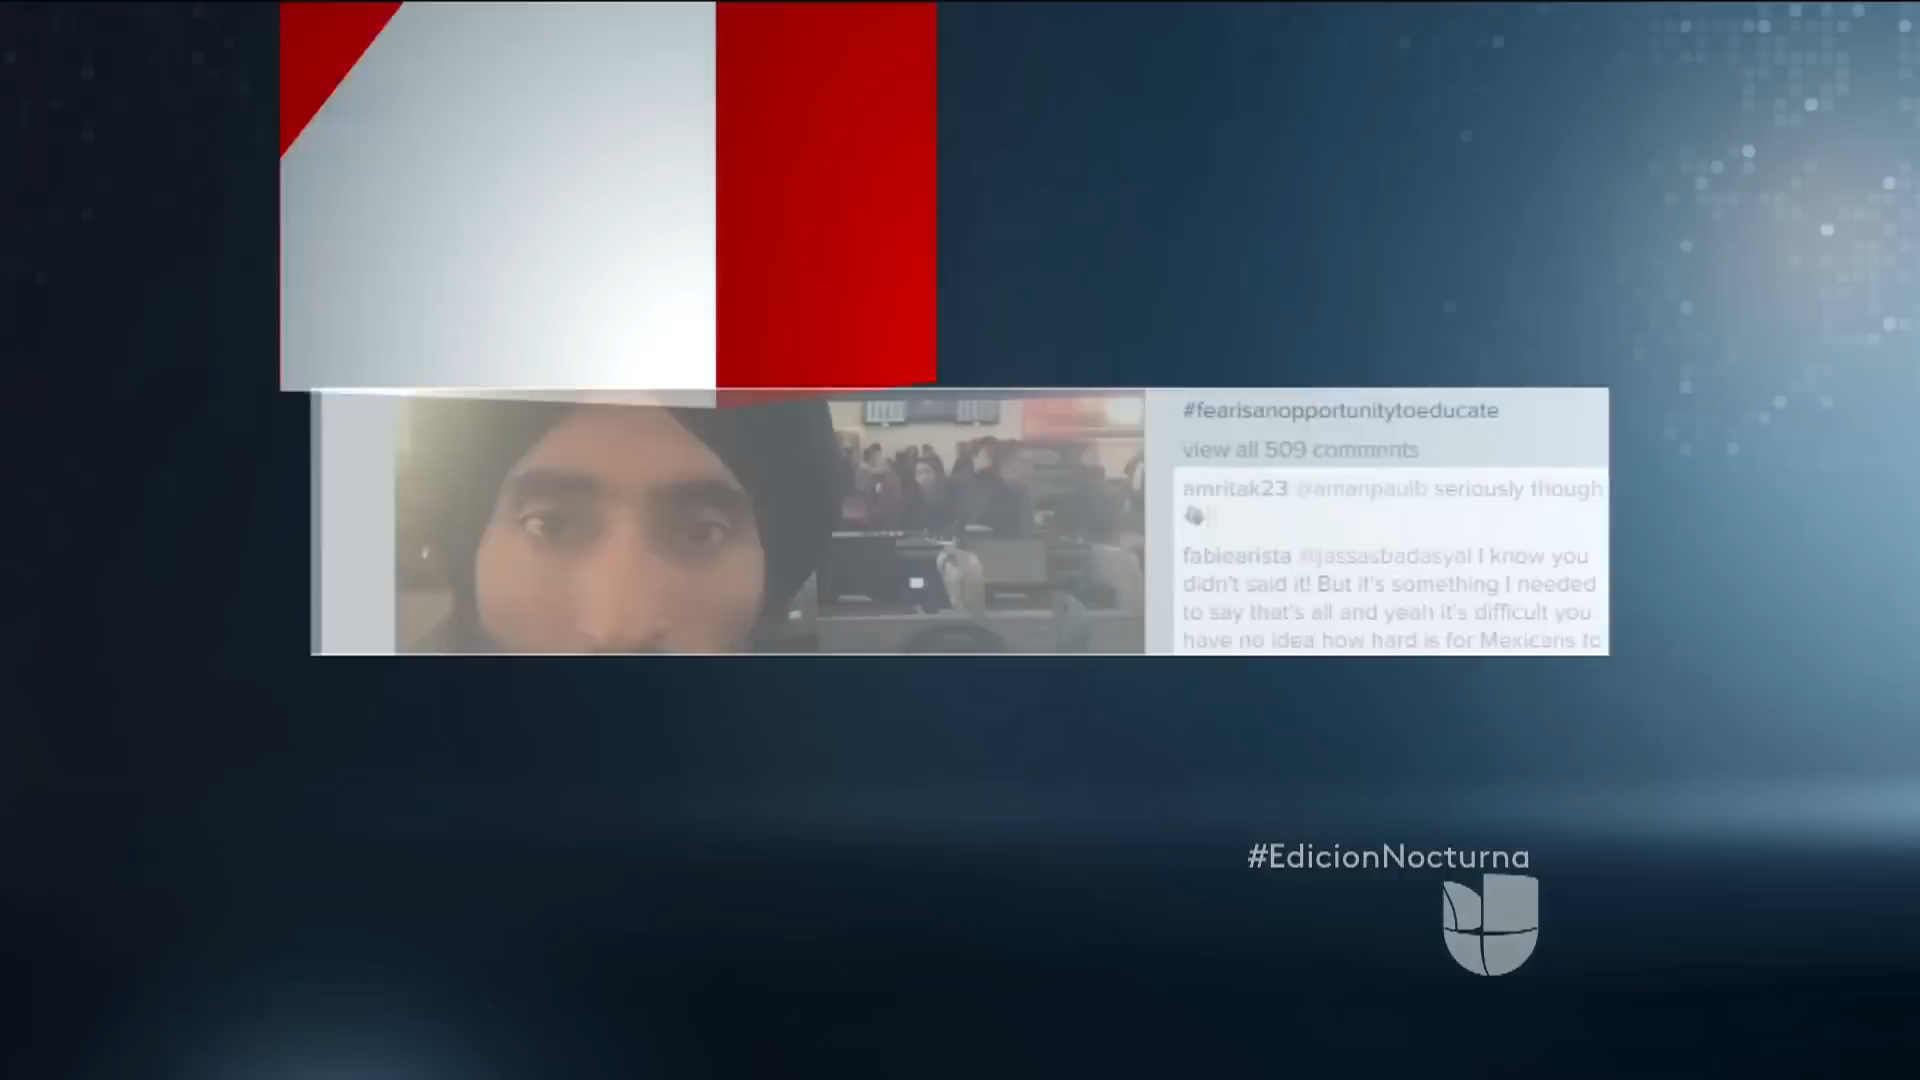 #fearisanopportunitytoeducate
view all 509 comments
amritak23 @amanpaulb seriously though
fabiearista @jassasbadasyal I know you
didn't said it! But it's something I needed
to say that's all and yeah it's difficult you
have no idea how hard is for Mexicans to
#EdicionNocturna